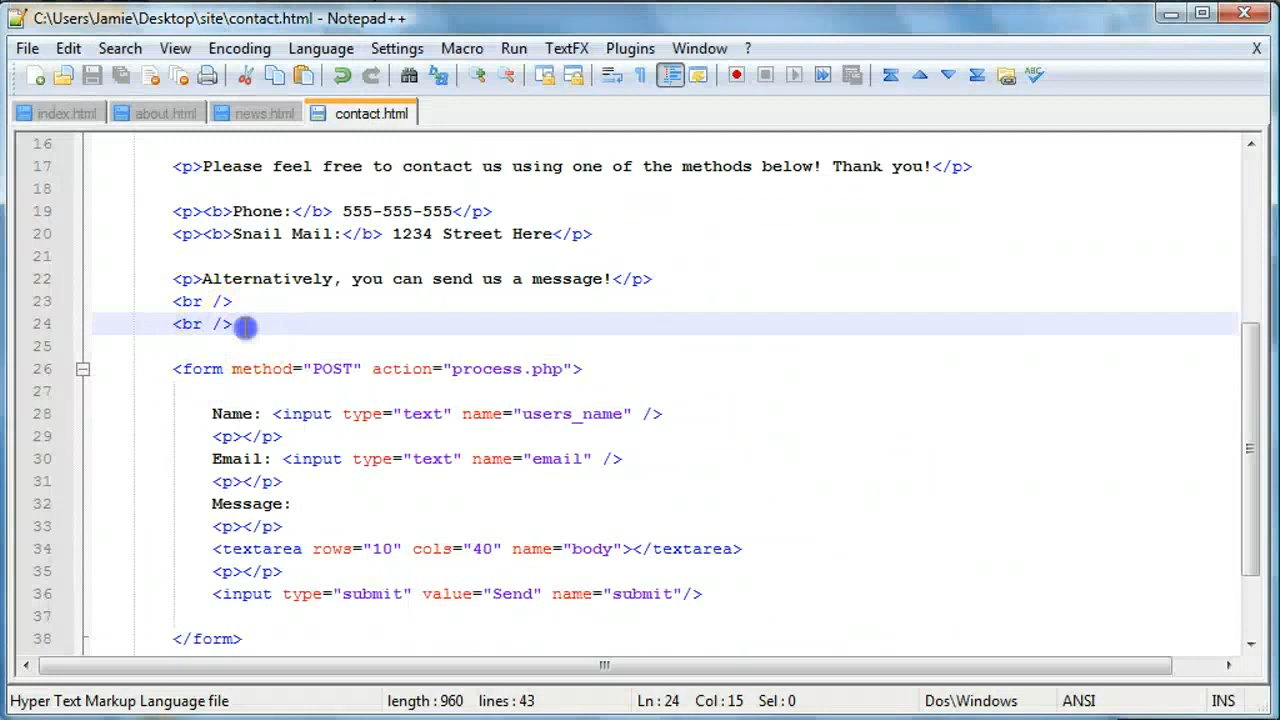 C:\Users\Jamie\Desktop\site\contact.html - Notepad++
File Edit Search View Encoding Language Settings Macro Run TextFX Plugins Window ? X
index.html about.html news.html contact.html
16
17 <p>Please feel free to contact us using one of the methods below! Thank you!</p>
18
19 <p><b>Phone:</b> 555-555-555</p>
20 <p><b>Snail Mail:</b> 1234 Street Here</p>
21
22 <p>Alternatively, you can send us a message!</p>
23 <br />
24 <br />
25
26 <form method="POST" action="process.php">
27
28 Name: <input type="text" name="users_name" />
29 <p></p>
30 Email: <input type="text" name="email" />
31 <p></p>
32 Message:
33 <p></p>
34 <textarea rows="10" cols="40" name="body"></textarea>
35 <p></p>
36 <input type="submit" value="Send" name="submit"/>
37
38 </form>
Hyper Text Markup Language file length : 960 lines : 43 Ln : 24 Col : 15 Sel : 0 Dos\Windows ANSI INS